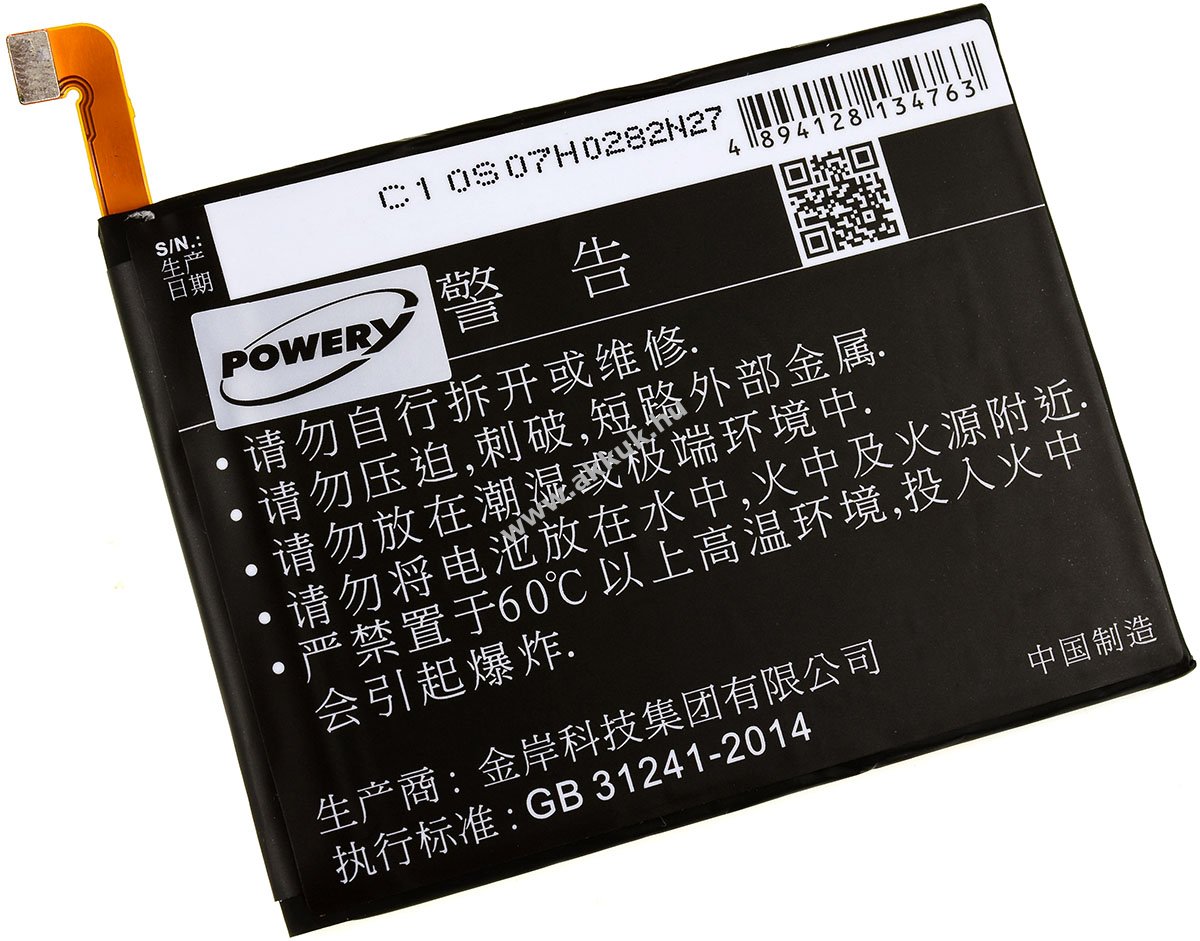 C10S07H0282N27
4 894128 134763
S/N.:
生产
日期
POWERY
警 告
• 请勿自行拆开或维修.
• 请勿压迫,刺破,短路外部金属.
• 请勿放在潮湿或极端环境中.
• 请勿将电池放在水中,火中及火源附近.
• 严禁置于60℃以上高温环境,投入火中
会引起爆炸.
www.akkuk.hu
中国制造
生产商: 金岸科技集团有限公司
执行标准: GB 31241-2014